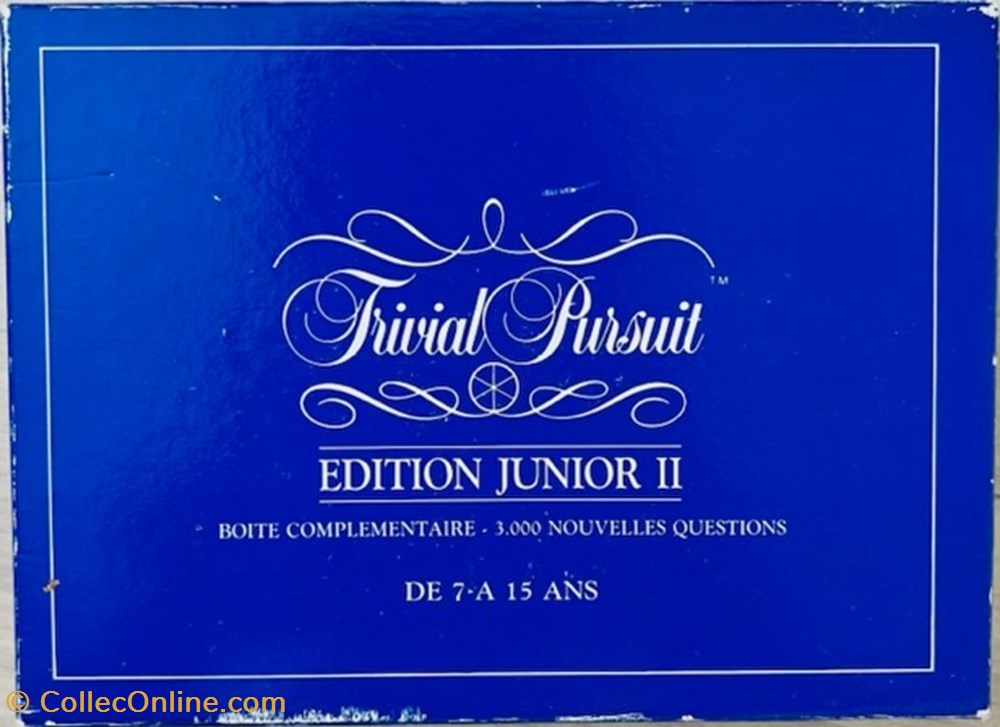 Trivial Pursuit™
EDITION JUNIOR II
BOITE COMPLEMENTAIRE - 3.000 NOUVELLES QUESTIONS
DE 7 A 15 ANS
© CollecOnline.com